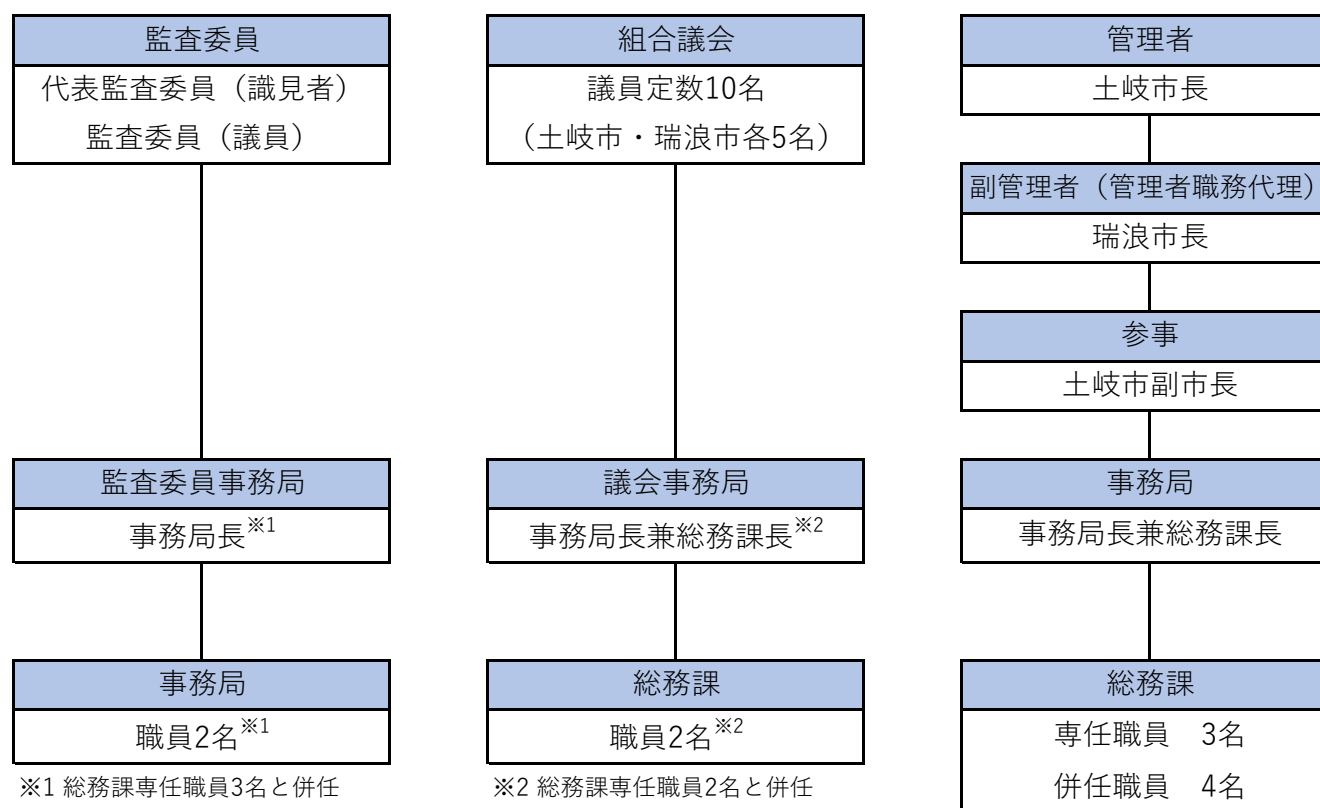 監査委員
代表監査委員（識見者）
監査委員（議員）
監査委員事務局
事務局長※1
事務局
職員2名※1
※1 総務課専任職員3名と併任
組合議会
議員定数10名
（土岐市・瑞浪市各5名）
議会事務局
事務局長兼総務課長※2
総務課
職員2名※2
※2 総務課専任職員2名と併任
管理者
土岐市長
副管理者（管理者職務代理）
瑞浪市長
参事
土岐市副市長
事務局
事務局長兼総務課長
総務課
専任職員　3名
併任職員　4名